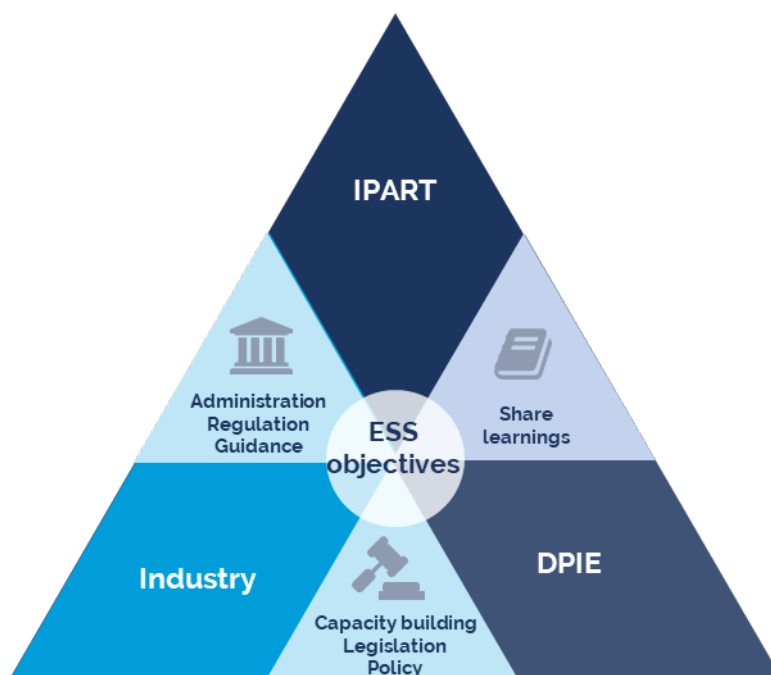 IPART
Administration
Regulation
Guidance
Share
learnings
ESS
objectives
Industry
DPIE
Capacity building
Legislation
Policy